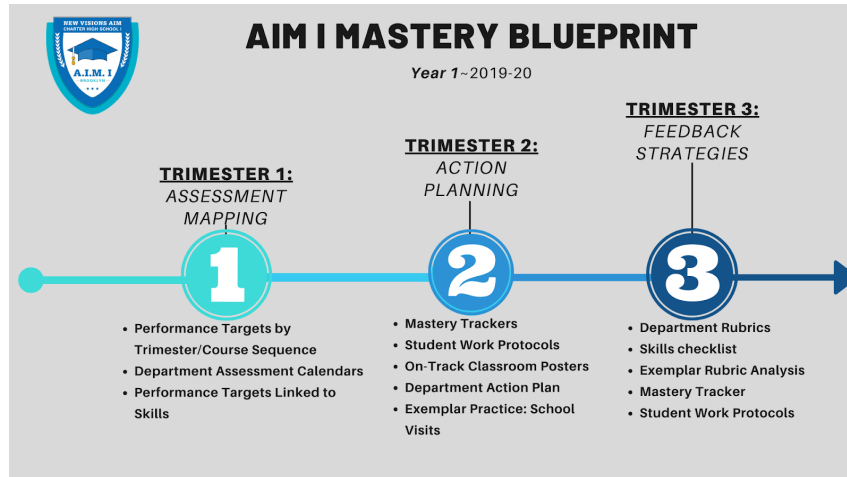 NEW VISIONS AIM
CHARTER HIGH SCHOOL I
A.I.M. I
BROOKLYN
AIM I MASTERY BLUEPRINT
Year 1~2019-20
TRIMESTER 1:
ASSESSMENT
MAPPING
TRIMESTER 2:
ACTION
PLANNING
TRIMESTER 3:
FEEDBACK
STRATEGIES
1
2
3
• Performance Targets by
Trimester/Course Sequence
• Department Assessment Calendars
• Performance Targets Linked to
Skills
• Mastery Trackers
• Student Work Protocols
• On-Track Classroom Posters
• Department Action Plan
• Exemplar Practice: School
Visits
• Department Rubrics
• Skills checklist
• Exemplar Rubric Analysis
• Mastery Tracker
• Student Work Protocols